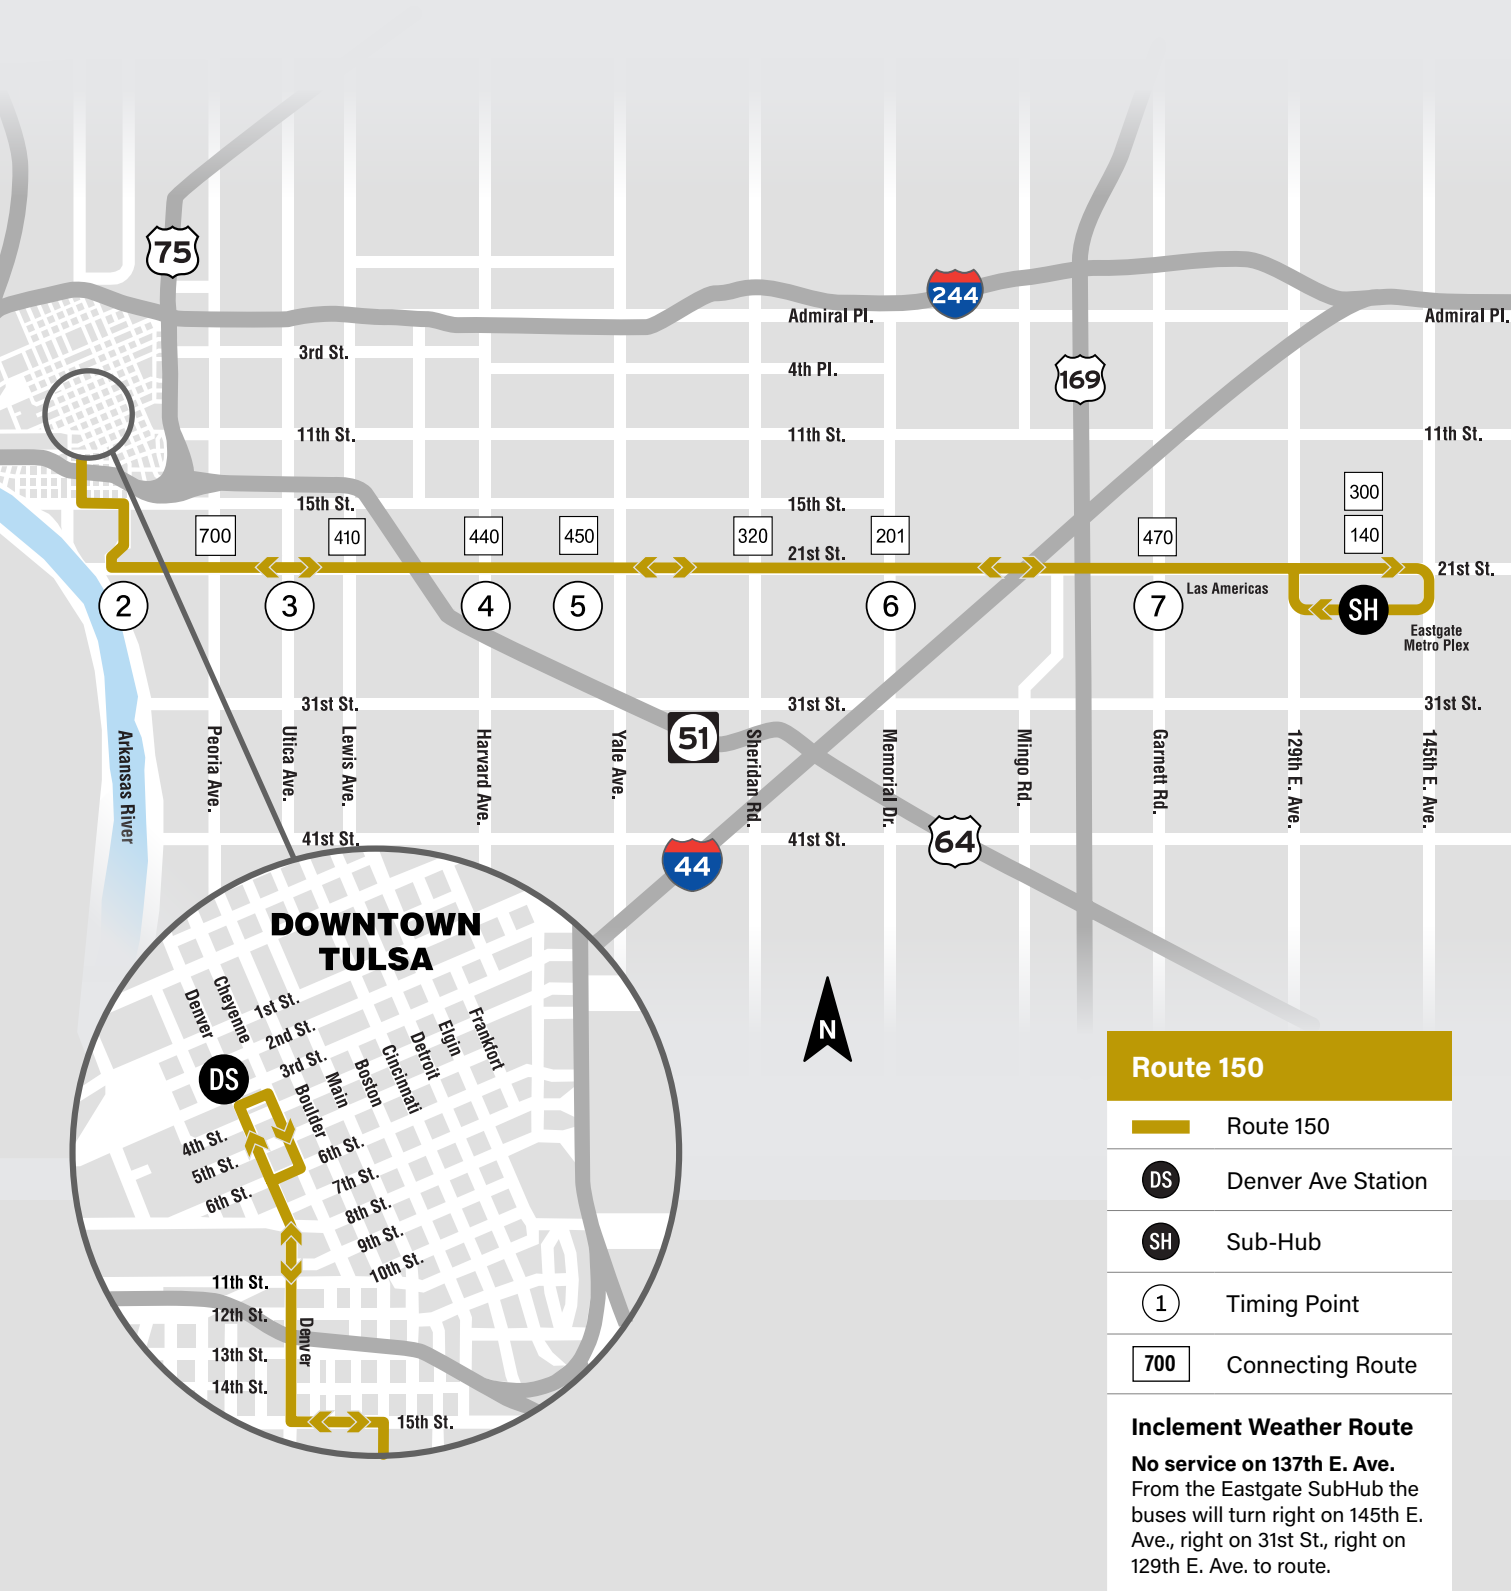 75
244
Admiral Pl.
Admiral Pl.
3rd St.
4th Pl.
169
11th St.
11th St.
11th St.
15th St.
15th St.
300
700
410
440
450
320
201
470
140
21st St.
21st St.
2
3
4
5
6
7
Las Americas
SH
Eastgate
Metro Plex
31st St.
31st St.
31st St.
51
Arkansas River
Peoria Ave.
Utica Ave.
Lewis Ave.
Harvard Ave.
Yale Ave.
Sheridan Rd.
Memorial Dr.
Mingo Rd.
Garnett Rd.
129th E. Ave.
145th E. Ave.
41st St.
41st St.
64
44
DOWNTOWN
TULSA
Denver
Cheyenne
1st St.
2nd St.
3rd St.
Boulder
Main
Boston
Cincinnati
Detroit
Elgin
Frankfort
DS
4th St.
5th St.
6th St.
6th St.
7th St.
8th St.
9th St.
10th St.
11th St.
12th St.
Denver
13th St.
14th St.
15th St.
N
Route 150
Route 150
DS Denver Ave Station
SH Sub-Hub
1 Timing Point
700 Connecting Route
Inclement Weather Route
No service on 137th E. Ave.
From the Eastgate SubHub the
buses will turn right on 145th E.
Ave., right on 31st St., right on
129th E. Ave. to route.